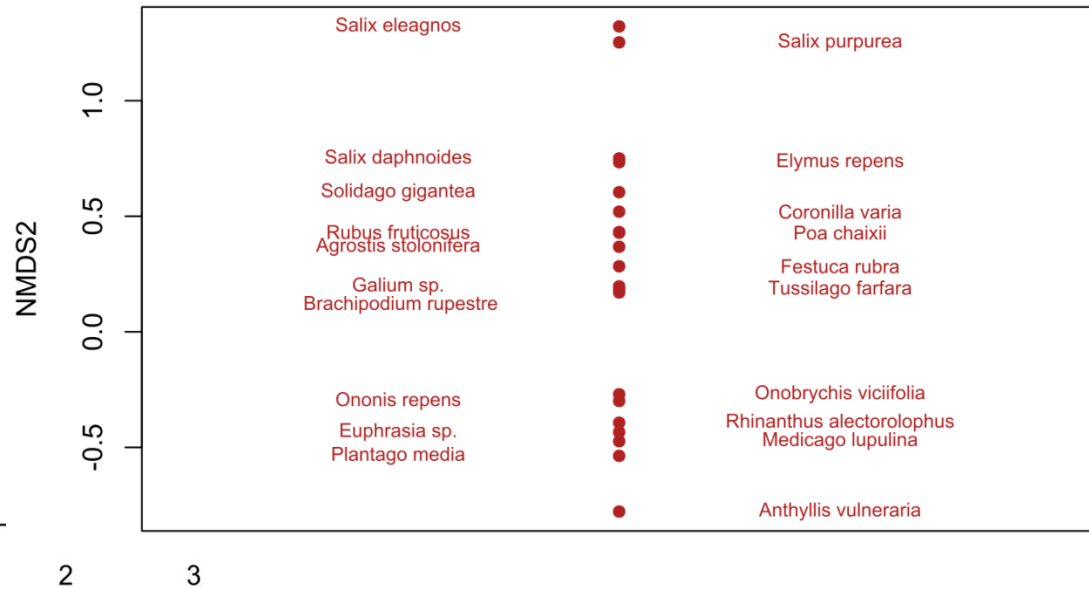 Salix eleagnos
Salix purpurea
1.0
Salix daphnoides
Elymus repens
Solidago gigantea
0.5
Coronilla varia
Rubus fruticosus
Poa chaixii
Agrostis stolonifera
NMDS2
Festuca rubra
Galium sp.
Tussilago farfara
Brachipodium rupestre
0.0
Onobrychis viciifolia
Ononis repens
Rhinanthus alectorolophus
Euphrasia sp.
Medicago lupulina
-0.5
Plantago media
Anthyllis vulneraria
2 3